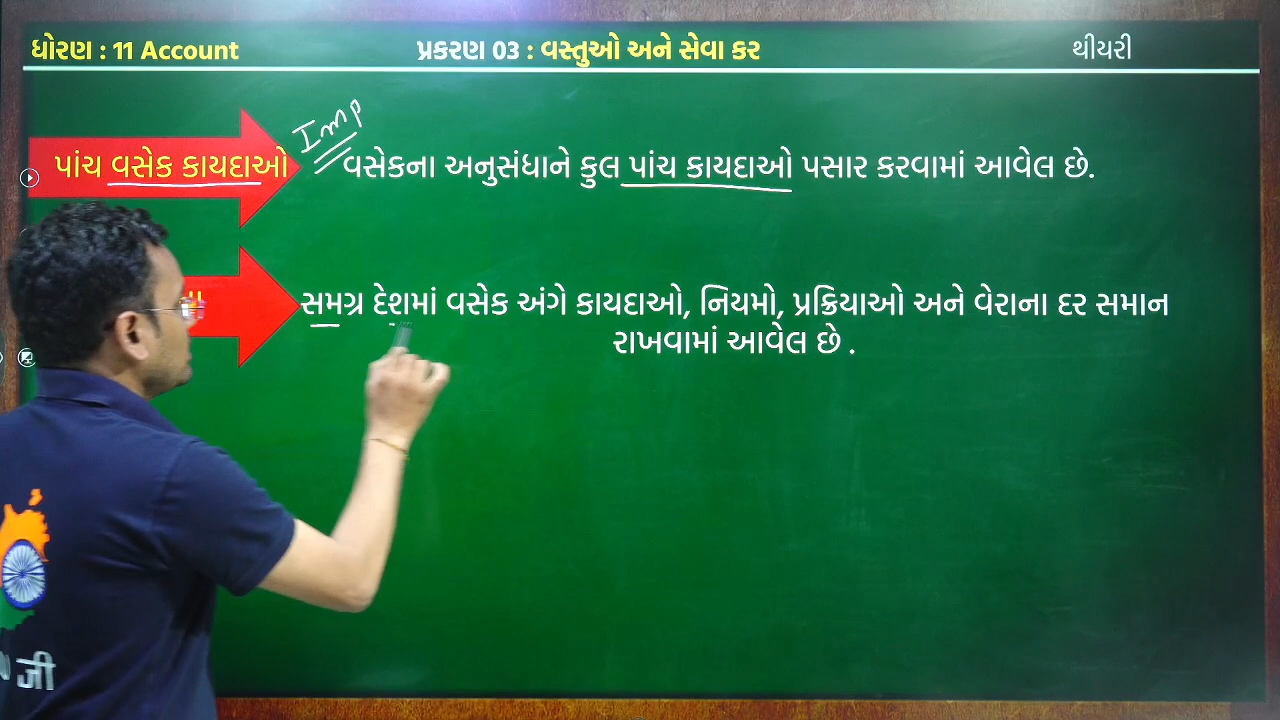 ધોરણ : 11 Account
પ્રકરણ 03 : વસ્તુઓ અને સેવા કર
થીયરી
Imp
પાંચ વસેક કાયદાઓ
વસેકના અનુસંધાને કુલ પાંચ કાયદાઓ પસાર કરવામાં આવેલ છે.
સમગ્ર દેશમાં વસેક અંગે કાયદાઓ, નિયમો, પ્રક્રિયાઓ અને વેરાના દર સમાન
રાખવામાં આવેલ છે .
જી